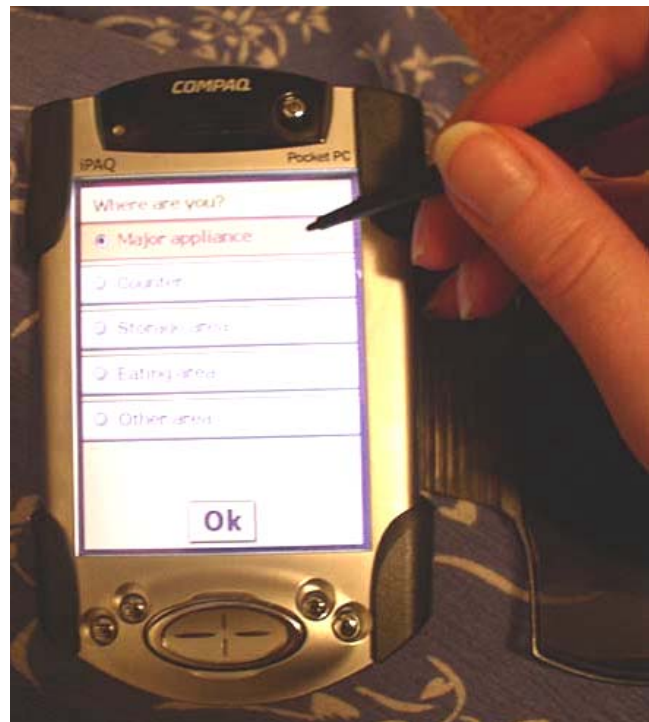 COMPAQ
iPAQ Pocket PC
Where are you?
Major appliance
Counter
Storage area
Eating area
Other area
Ok